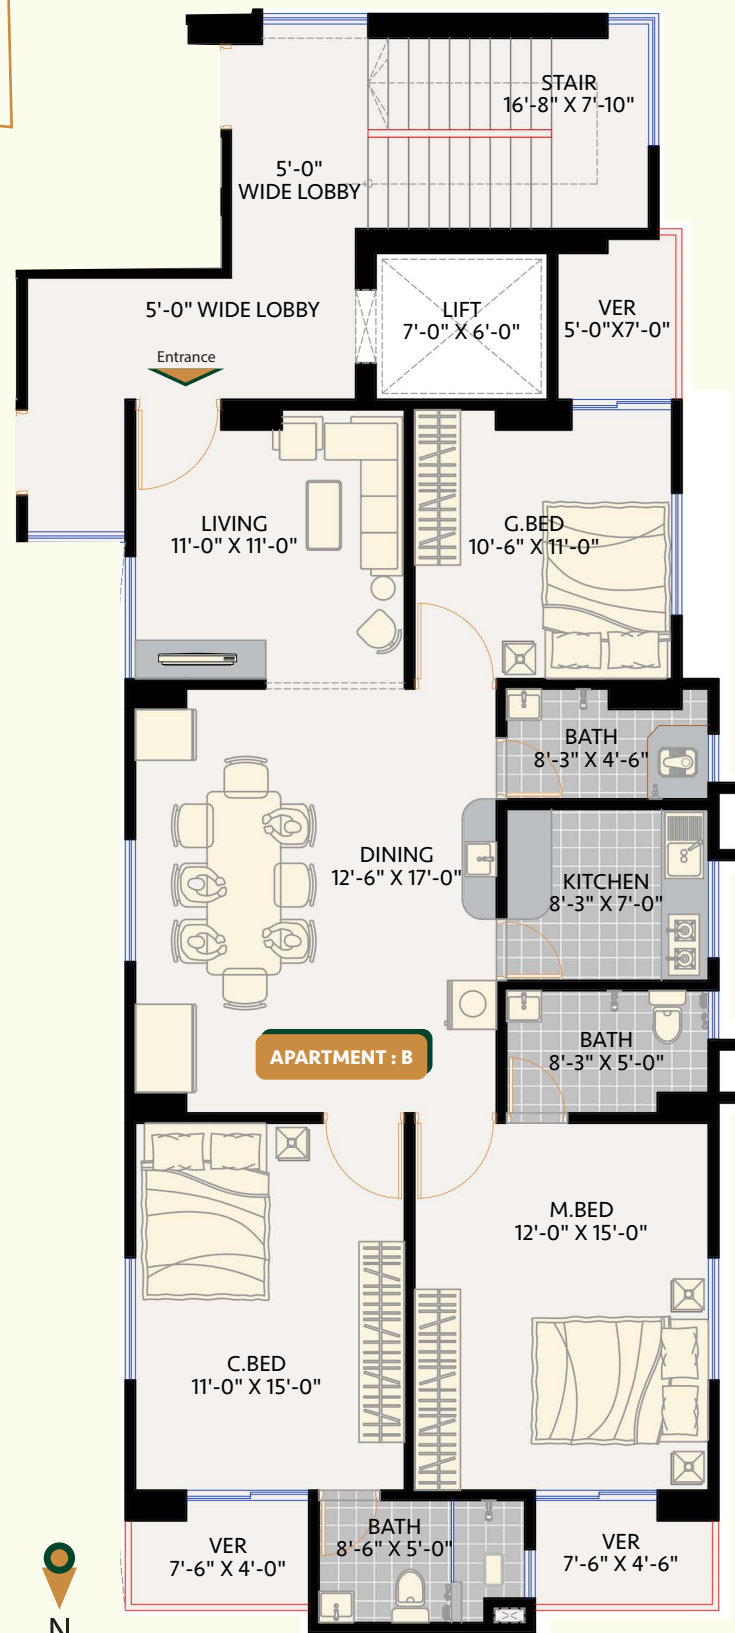 STAIR
16'-8" X 7'-10"
5'-0"
WIDE LOBBY
5'-0" WIDE LOBBY
LIFT
7'-0" X 6'-0"
VER
5'-0"X7'-0"
Entrance
LIVING
11'-0" X 11'-0"
G.BED
10'-6" X 11'-0"
BATH
8'-3" X 4'-6"
DINING
12'-6" X 17'-0"
KITCHEN
8'-3" X 7'-0"
BATH
8'-3" X 5'-0"
APARTMENT : B
M.BED
12'-0" X 15'-0"
C.BED
11'-0" X 15'-0"
BATH
8'-6" X 5'-0"
VER
7'-6" X 4'-0"
VER
7'-6" X 4'-6"
N